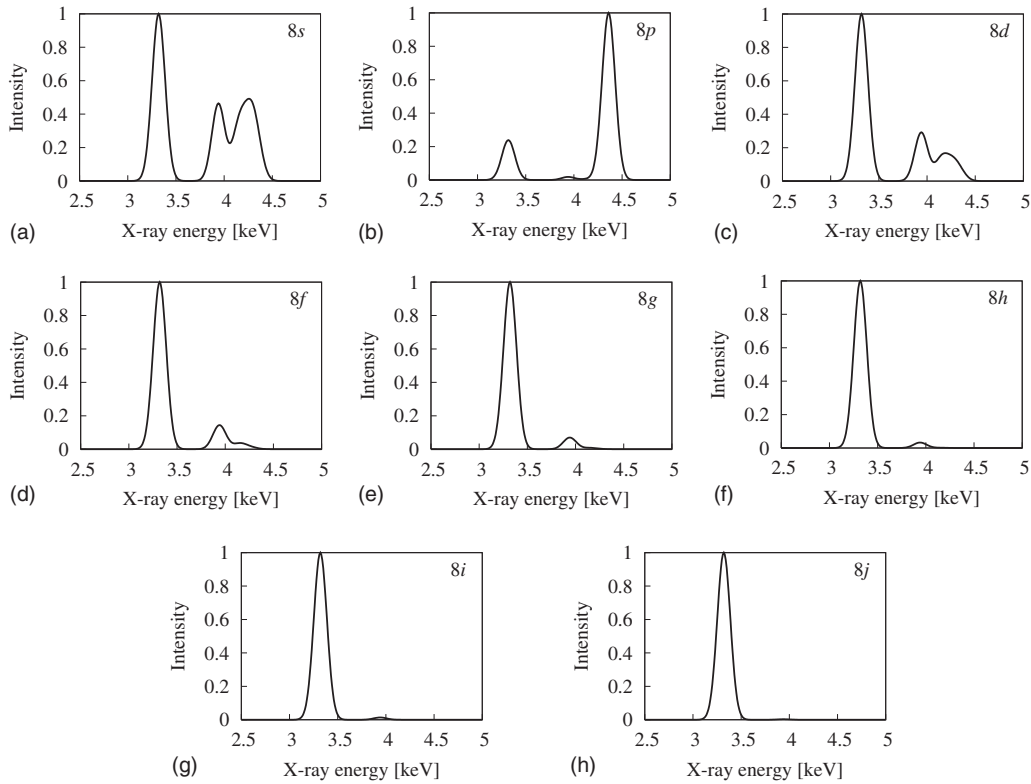 1
0.8
0.6
0.4
0.2
0
Intensity
8s
2.5 3 3.5 4 4.5 5
(a) X-ray energy [keV]
1
0.8
0.6
0.4
0.2
0
Intensity
8p
2.5 3 3.5 4 4.5 5
(b) X-ray energy [keV]
1
0.8
0.6
0.4
0.2
0
Intensity
8d
2.5 3 3.5 4 4.5 5
(c) X-ray energy [keV]
1
0.8
0.6
0.4
0.2
0
Intensity
8f
2.5 3 3.5 4 4.5 5
(d) X-ray energy [keV]
1
0.8
0.6
0.4
0.2
0
Intensity
8g
2.5 3 3.5 4 4.5 5
(e) X-ray energy [keV]
1
0.8
0.6
0.4
0.2
0
Intensity
8h
2.5 3 3.5 4 4.5 5
(f) X-ray energy [keV]
1
0.8
0.6
0.4
0.2
0
Intensity
8i
2.5 3 3.5 4 4.5 5
(g) X-ray energy [keV]
1
0.8
0.6
0.4
0.2
0
Intensity
8j
2.5 3 3.5 4 4.5 5
(h) X-ray energy [keV]